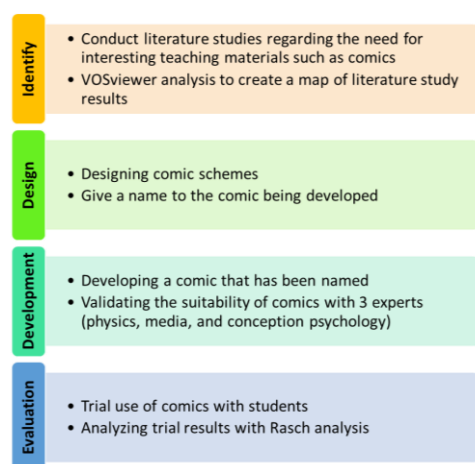 Identify
• Conduct literature studies regarding the need for
interesting teaching materials such as comics
• VOSviewer analysis to create a map of literature study
results
Design
• Designing comic schemes
• Give a name to the comic being developed
Development
• Developing a comic that has been named
• Validating the suitability of comics with 3 experts
(physics, media, and conception psychology)
Evaluation
• Trial use of comics with students
• Analyzing trial results with Rasch analysis